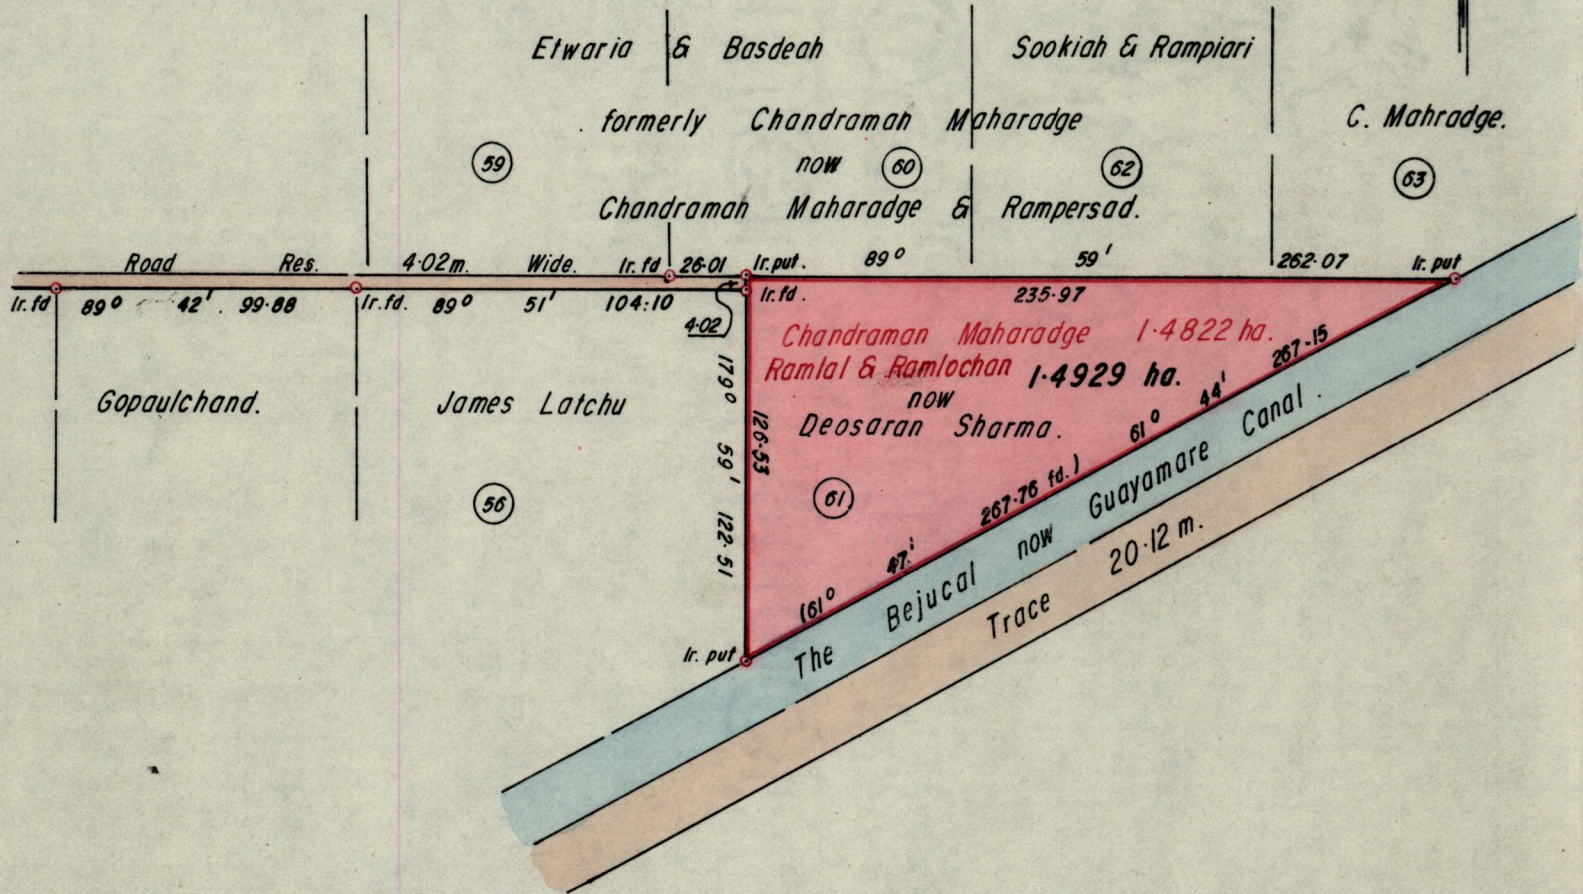 Etwaria & Basdeah
Sookiah & Rampiari
formerly Chandraman Maharadge
C. Mahradge.
59
now
60
62
63
Chandraman Maharadge & Rampersad.
Road Res. 4·02m. Wide. Ir. fd 26·01 Ir. put. 89° 59' 262·07 Ir. put
Ir. fd 89° 42' 99·88 Ir. fd. 89° 51' 104:10 Ir. fd. 235·97
4·02
Chandraman Maharadge 1·4822 ha.
Ramlal & Ramlochan 1·4929 ha.
now
Deosaran Sharma.
61
Gopaulchand.
James Latchu
56
179° 59' 122·51
126·53
61° 44' 267·15
(61° 47' 267·76 fd.)
Ir. put
The Bejucal now Guayamare Canal.
Trace 20·12 m.